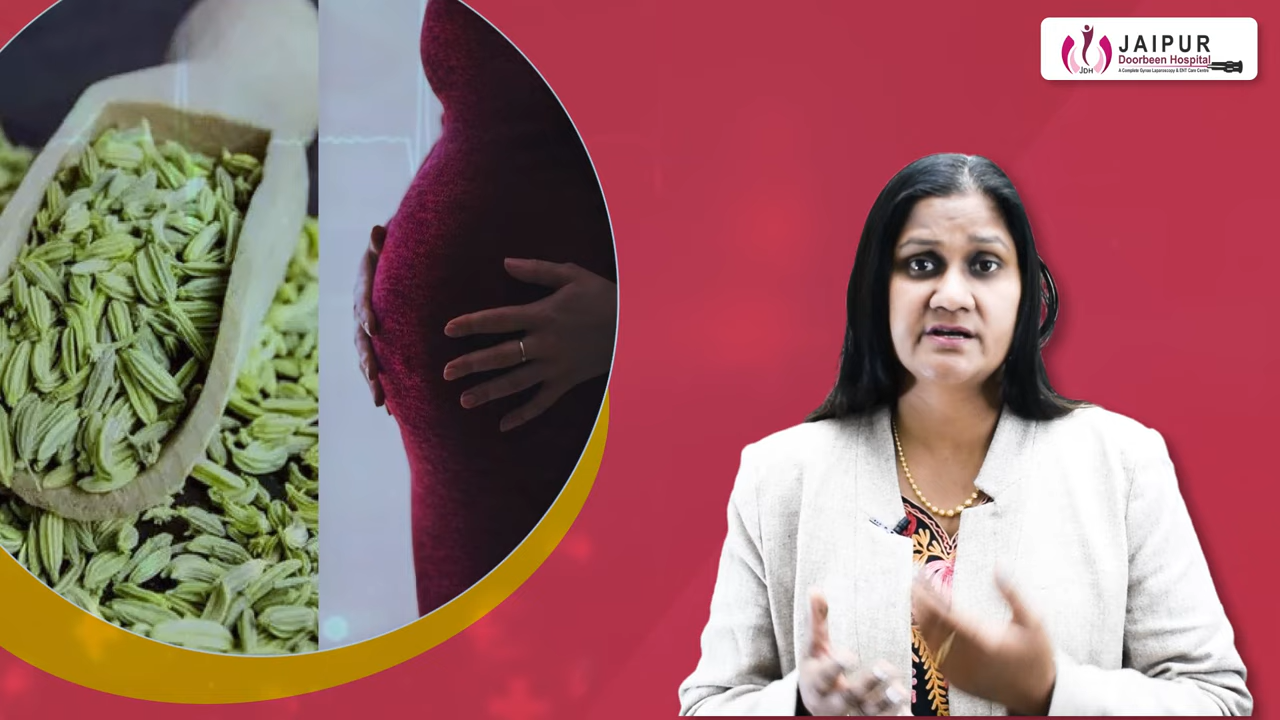 JAIPUR
Doorbeen Hospital
A Complete Gynae Laparoscopy & ENT Care Centre
JDH